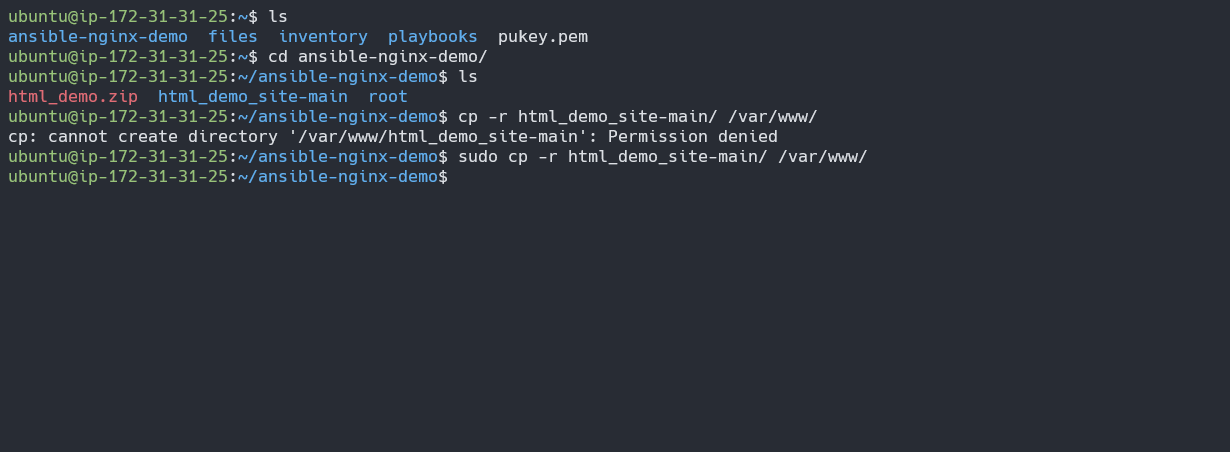 ubuntu@ip-172-31-31-25:~$ ls
ansible-nginx-demo  files  inventory  playbooks  pukey.pem
ubuntu@ip-172-31-31-25:~$ cd ansible-nginx-demo/
ubuntu@ip-172-31-31-25:~/ansible-nginx-demo$ ls
html_demo.zip  html_demo_site-main  root
ubuntu@ip-172-31-31-25:~/ansible-nginx-demo$ cp -r html_demo_site-main/ /var/www/
cp: cannot create directory '/var/www/html_demo_site-main': Permission denied
ubuntu@ip-172-31-31-25:~/ansible-nginx-demo$ sudo cp -r html_demo_site-main/ /var/www/
ubuntu@ip-172-31-31-25:~/ansible-nginx-demo$